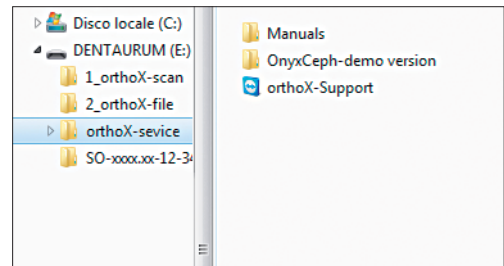 Disco locale (C:)
DENTAURUM (E:)
1_orthoX-scan
2_orthoX-file
orthoX-sevice
SO-xxxx.xx-12-34
Manuals
OnyxCeph-demo version
orthoX-Support